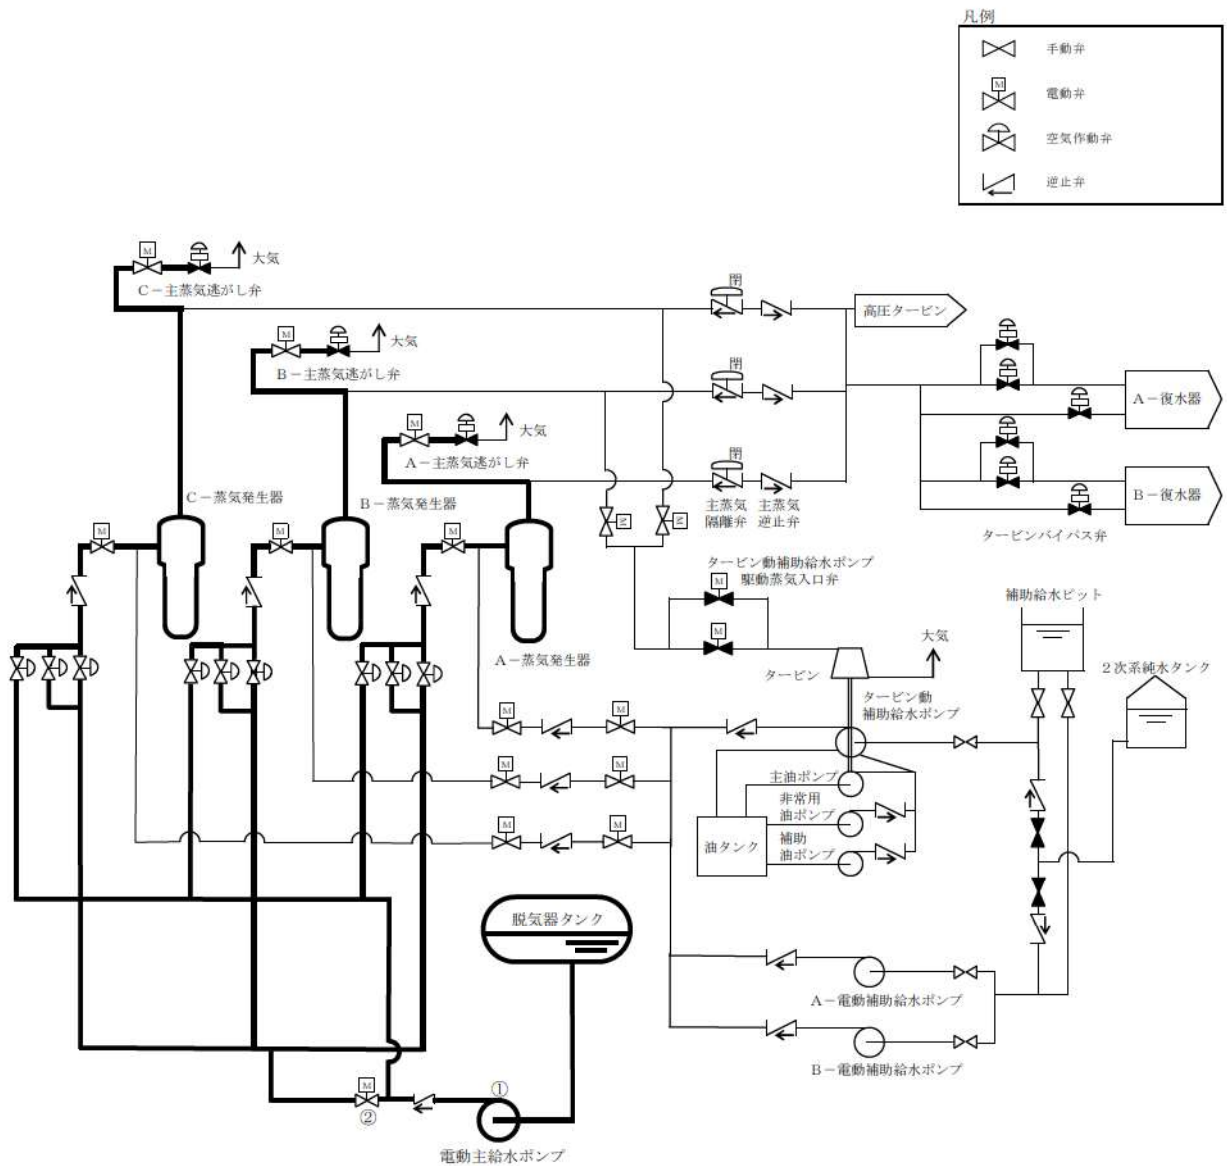 凡例
手動弁
M
電動弁
空気作動弁
逆止弁
M
大気
C－主蒸気逃がし弁
閉
高圧タービン
M
大気
B－主蒸気逃がし弁
閉
A－復水器
M
大気
A－主蒸気逃がし弁
閉
C－蒸気発生器
B－蒸気発生器
主蒸気
隔離弁
主蒸気
逆止弁
B－復水器
タービンバイパス弁
M
M
M
M
M
タービン動補助給水ポンプ
駆動蒸気入口弁
M
M
補助給水ピット
A－蒸気発生器
タービン
大気
２次系純水タンク
タービン動
補助給水ポンプ
M
M
主油ポンプ
M
M
非常用
油ポンプ
M
M
油タンク
補助
油ポンプ
脱気器タンク
A－電動補助給水ポンプ
B－電動補助給水ポンプ
M
①
②
電動主給水ポンプ